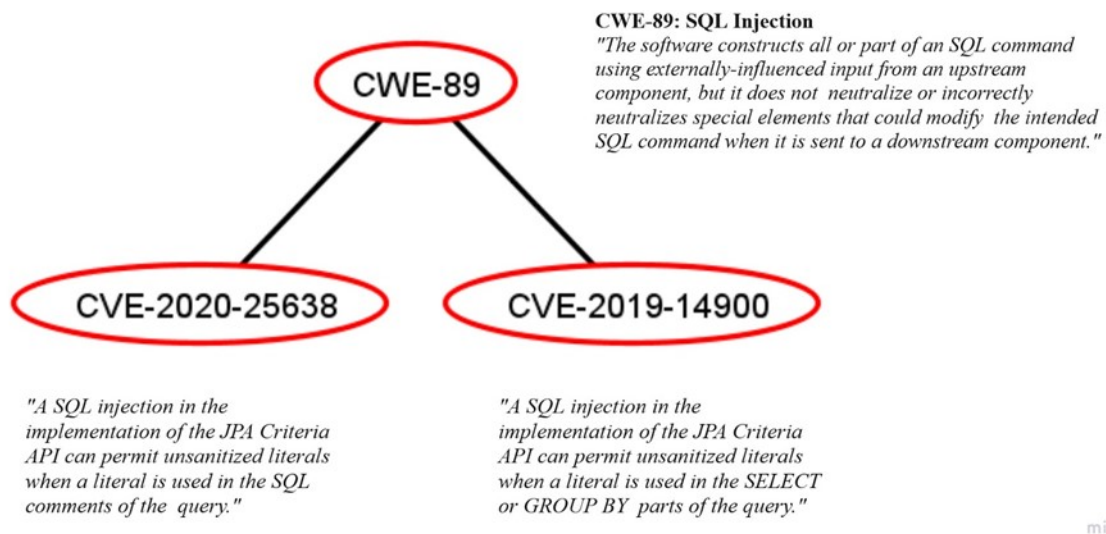 CWE-89: SQL Injection
"The software constructs all or part of an SQL command
using externally-influenced input from an upstream
component, but it does not neutralize or incorrectly
neutralizes special elements that could modify the intended
SQL command when it is sent to a downstream component."
CWE-89
CVE-2020-25638
CVE-2019-14900
"A SQL injection in the
implementation of the JPA Criteria
API can permit unsanitized literals
when a literal is used in the SQL
comments of the query."
"A SQL injection in the
implementation of the JPA Criteria
API can permit unsanitized literals
when a literal is used in the SELECT
or GROUP BY parts of the query."
mi